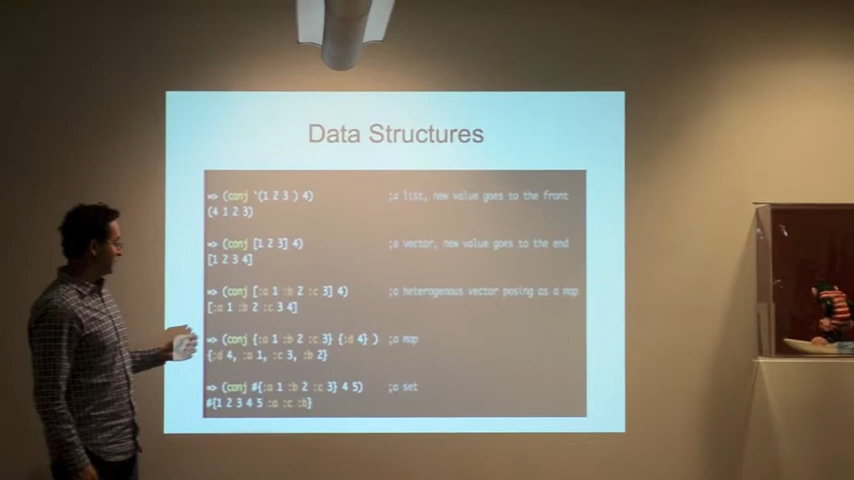 Data Structures
=> (conj '(1 2 3 ) 4) ;a list, new value goes to the front
(4 1 2 3)
=> (conj [1 2 3] 4) ;a vector, new value goes to the end
[1 2 3 4]
=> (conj [:a 1 :b 2 :c 3] 4) ;a heterogenous vector posing as a map
[:a 1 :b 2 :c 3 4]
=> (conj {:a 1 :b 2 :c 3} {:d 4} ) ;a map
{:d 4, :a 1, :c 3, :b 2}
=> (conj #{:a 1 :b 2 :c 3} 4 5) ;a set
#{1 2 3 4 5 :a :c :b}